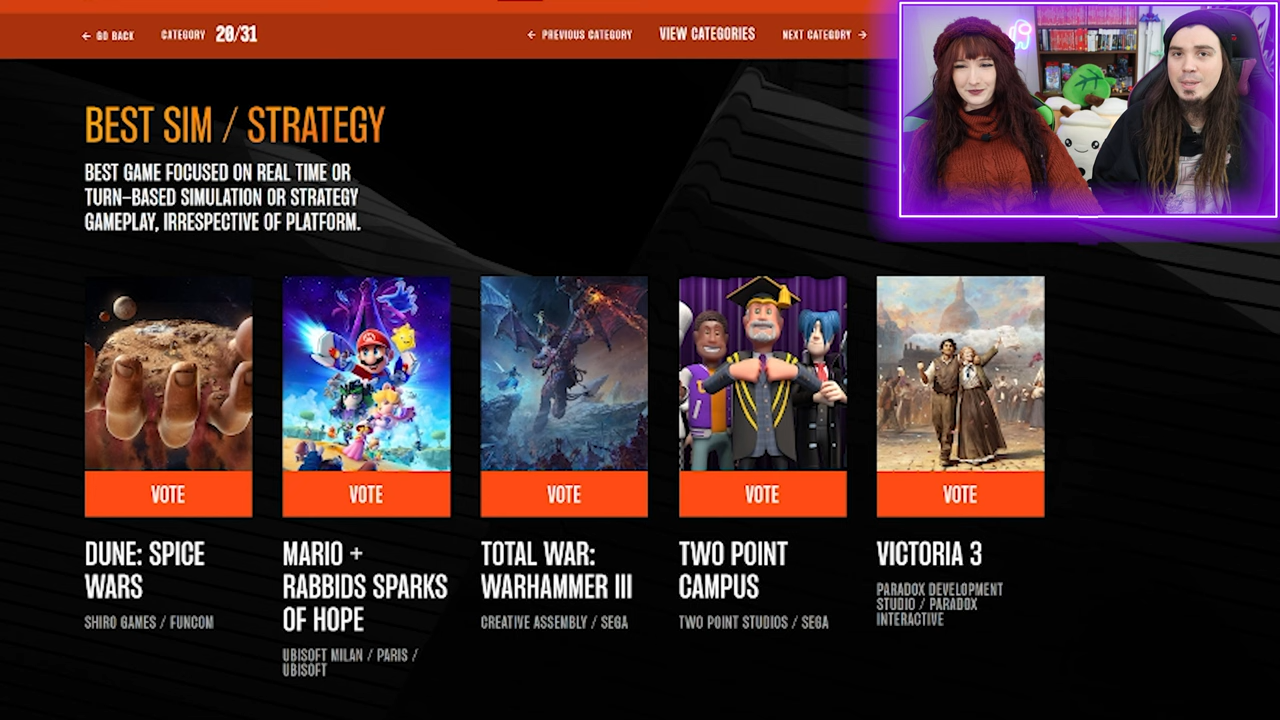 ← GO BACK CATEGORY 20/31 ← PREVIOUS CATEGORY VIEW CATEGORIES NEXT CATEGORY →
BEST SIM / STRATEGY
BEST GAME FOCUSED ON REAL TIME OR
TURN-BASED SIMULATION OR STRATEGY
GAMEPLAY, IRRESPECTIVE OF PLATFORM.
VOTE VOTE VOTE VOTE VOTE
DUNE: SPICE
WARS
SHIRO GAMES / FUNCOM
MARIO +
RABBIDS SPARKS
OF HOPE
UBISOFT MILAN / PARIS /
UBISOFT
TOTAL WAR:
WARHAMMER III
CREATIVE ASSEMBLY / SEGA
TWO POINT
CAMPUS
TWO POINT STUDIOS / SEGA
VICTORIA 3
PARADOX DEVELOPMENT
STUDIO / PARADOX
INTERACTIVE